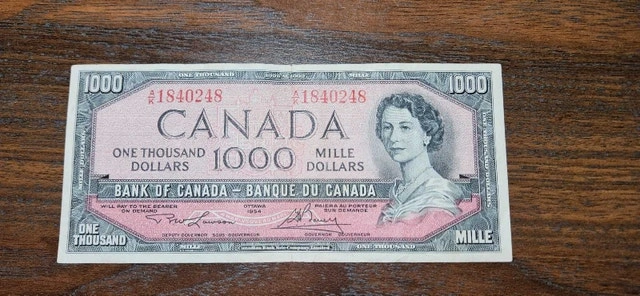 1000 ONE THOUSAND 1000
A/K 1840248 A/K 1840248
CANADA
ONE THOUSAND DOLLARS 1000 MILLE DOLLARS
BANK OF CANADA – BANQUE DU CANADA
WILL PAY TO THE BEARER ON DEMAND OTTAWA 1954 PAIERA AU PORTEUR SUR DEMANDE
DEPUTY GOVERNOR SOUS-GOUVERNEUR GOVERNOR GOUVERNEUR
ONE THOUSAND ONE THOUSAND MILLE